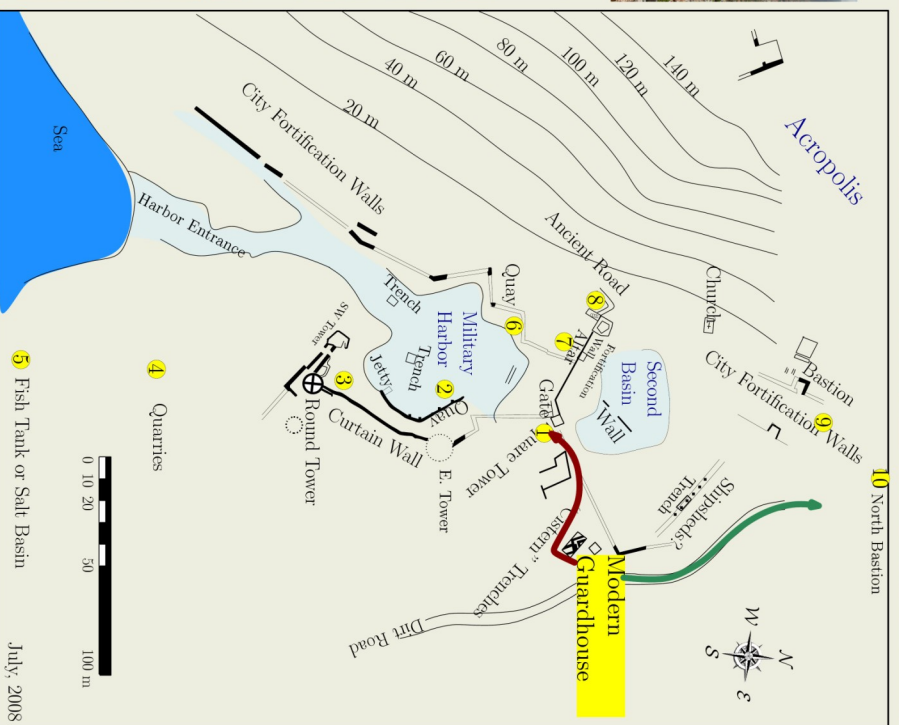 Acropolis
140 m
120 m
100 m
80 m
60 m
40 m
20 m
City Fortification Walls
Sea
Harbor Entrance
Ancient Road
Church
Bastion
City Fortification Walls
9
10 North Bastion
8
Wall
Fortification
Altar
7
Quay
6
Second
Basin
Wall
Trench
Military
Harbor
Trench
2
Quay
Jetty
Gate
1
uare Tower
Shipsheds?
Trench
SW Tower
3
Round Tower
Curtain Wall
E. Tower
Cistern" Trenches
Modern
Guardhouse
Dirt Road
N
W
S
E
4 Quarries
5 Fish Tank or Salt Basin
0 10 20 50 100 m
July, 2008